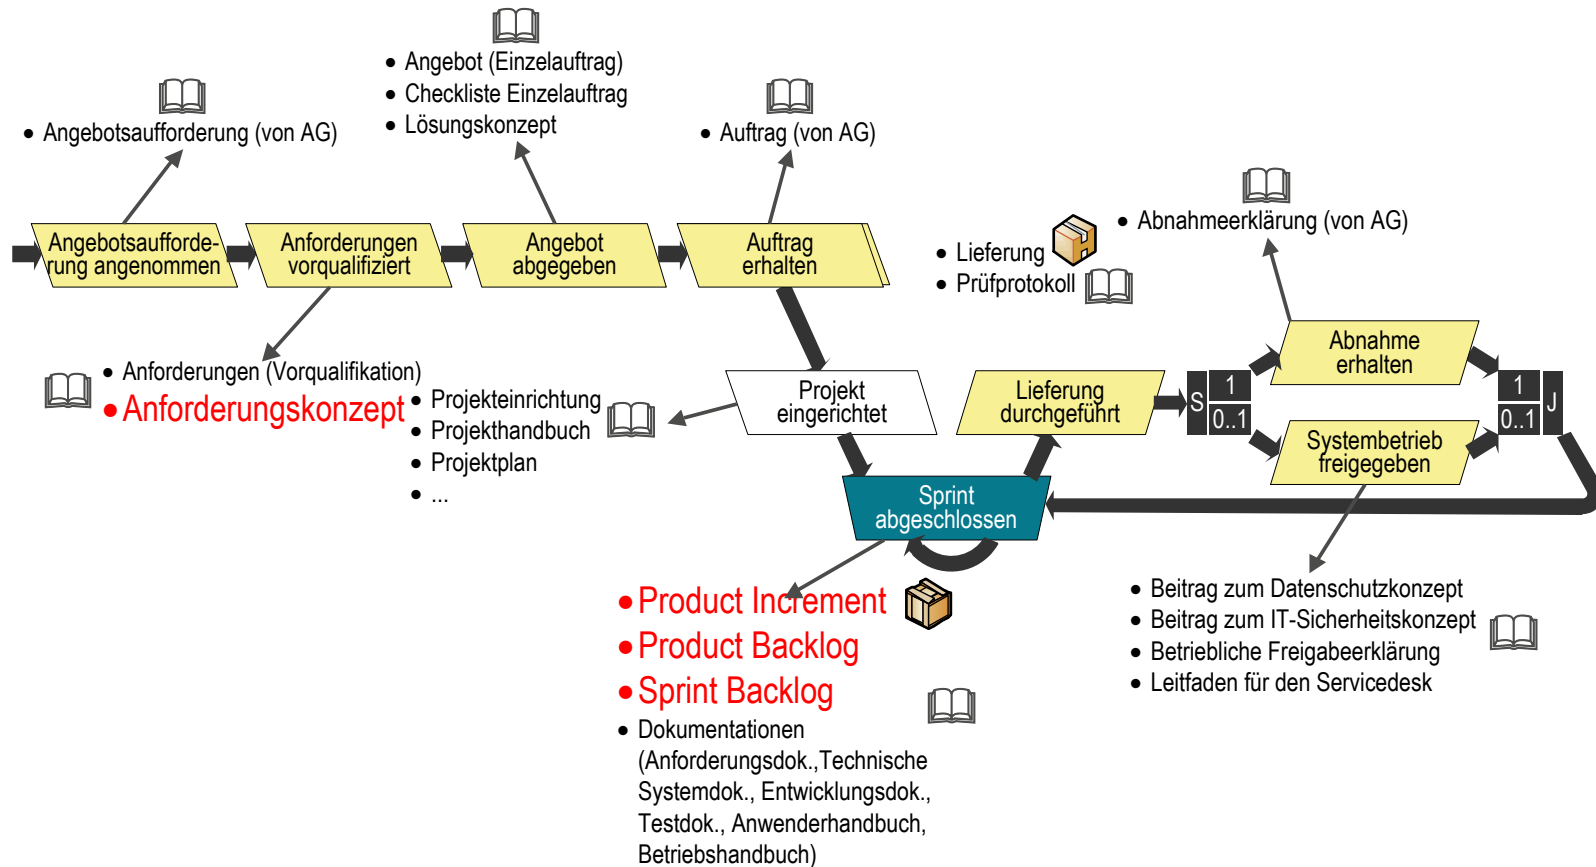 • Angebot (Einzelauftrag)
• Checkliste Einzelauftrag
• Lösungskonzept
• Angebotsaufforderung (von AG)
• Auftrag (von AG)
• Abnahmeerklärung (von AG)
Angebotsaufforde-
rung angenommen
Anforderungen
vorqualifiziert
Angebot
abgegeben
Auftrag
erhalten
• Lieferung
• Prüfprotokoll
• Anforderungen (Vorqualifikation)
• Anforderungskonzept
• Projekteinrichtung
• Projekthandbuch
• Projektplan
• ...
Projekt
eingerichtet
Lieferung
durchgeführt
S
1
0..1
Abnahme
erhalten
Systembetrieb
freigegeben
1
0..1
J
Sprint
abgeschlossen
• Product Increment
• Product Backlog
• Sprint Backlog
• Dokumentationen
(Anforderungsdok.,Technische
Systemdok., Entwicklungsdok.,
Testdok., Anwenderhandbuch,
Betriebshandbuch)
• Beitrag zum Datenschutzkonzept
• Beitrag zum IT-Sicherheitskonzept
• Betriebliche Freigabeerklärung
• Leitfaden für den Servicedesk